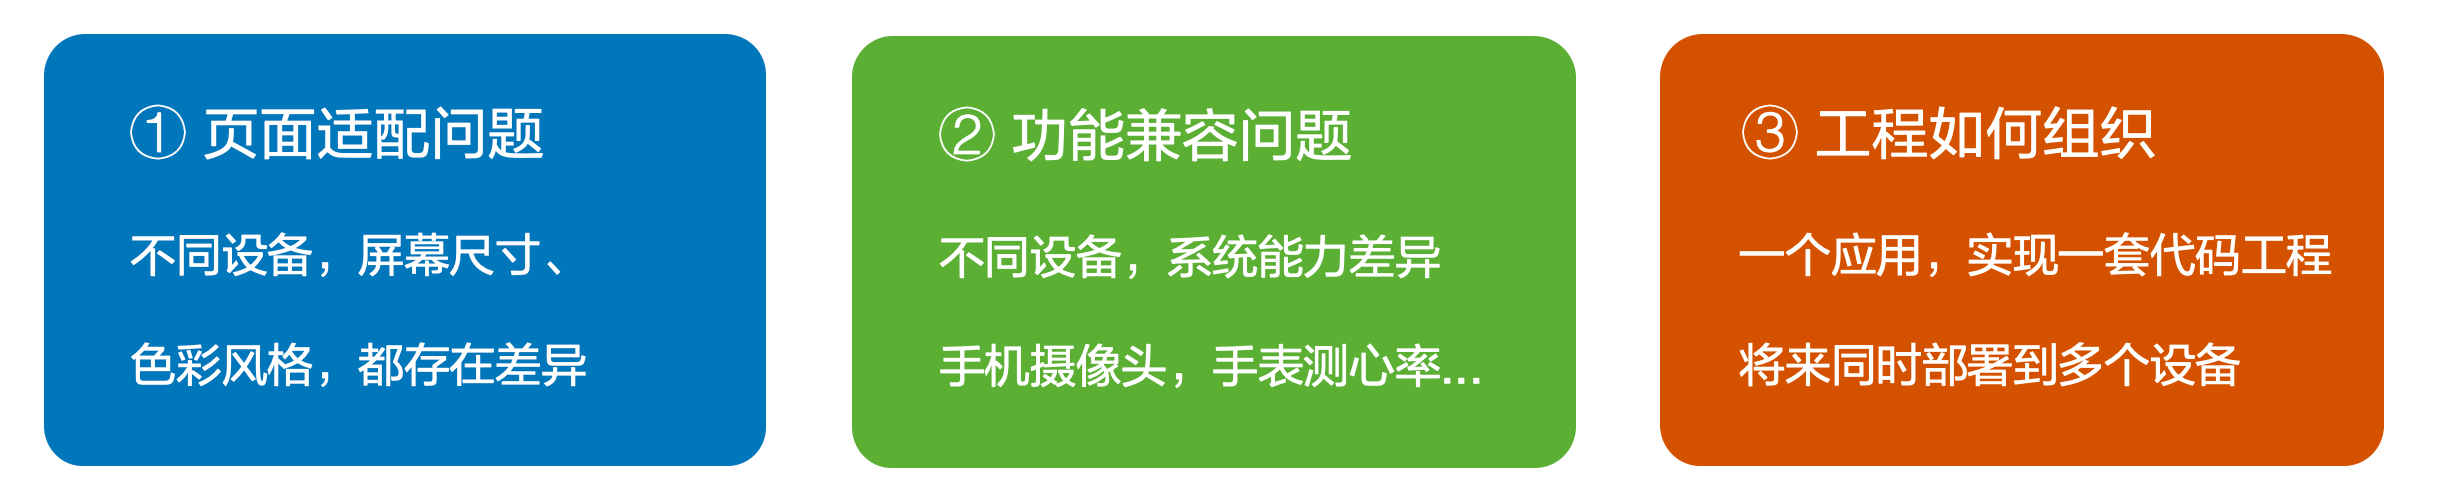 ① 页面适配问题
不同设备，屏幕尺寸、
色彩风格，都存在差异
② 功能兼容问题
不同设备，系统能力差异
手机摄像头，手表测心率...
③ 工程如何组织
一个应用，实现一套代码工程
将来同时部署到多个设备